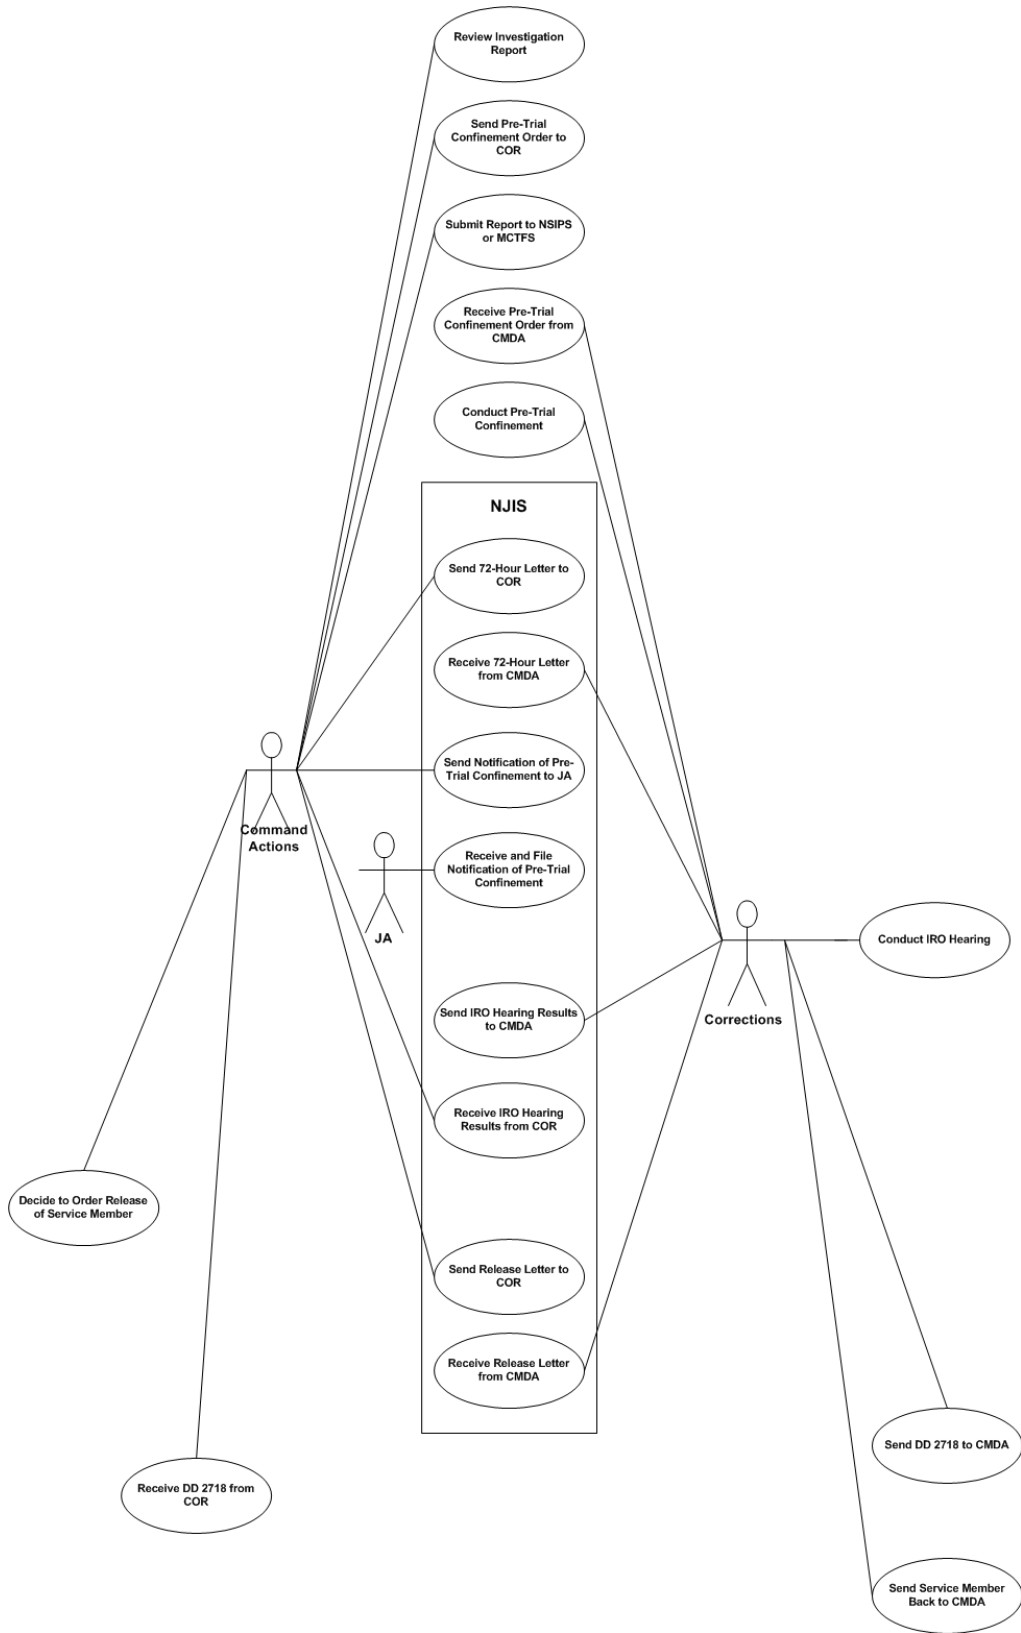 Review Investigation
Report
Send Pre-Trial
Confinement Order to
COR
Submit Report to NSIPS
or MCTFS
Receive Pre-Trial
Confinement Order from
CMDA
Conduct Pre-Trial
Confinement
NJIS
Send 72-Hour Letter to
COR
Receive 72-Hour Letter
from CMDA
Send Notification of Pre-
Trial Confinement to JA
Command
Actions
Receive and File
Notification of Pre-Trial
Confinement
JA
Conduct IRO Hearing
Corrections
Send IRO Hearing Results
to CMDA
Receive IRO Hearing
Results from COR
Decide to Order Release
of Service Member
Send Release Letter to
COR
Receive Release Letter
from CMDA
Send DD 2718 to CMDA
Receive DD 2718 from
COR
Send Service Member
Back to CMDA